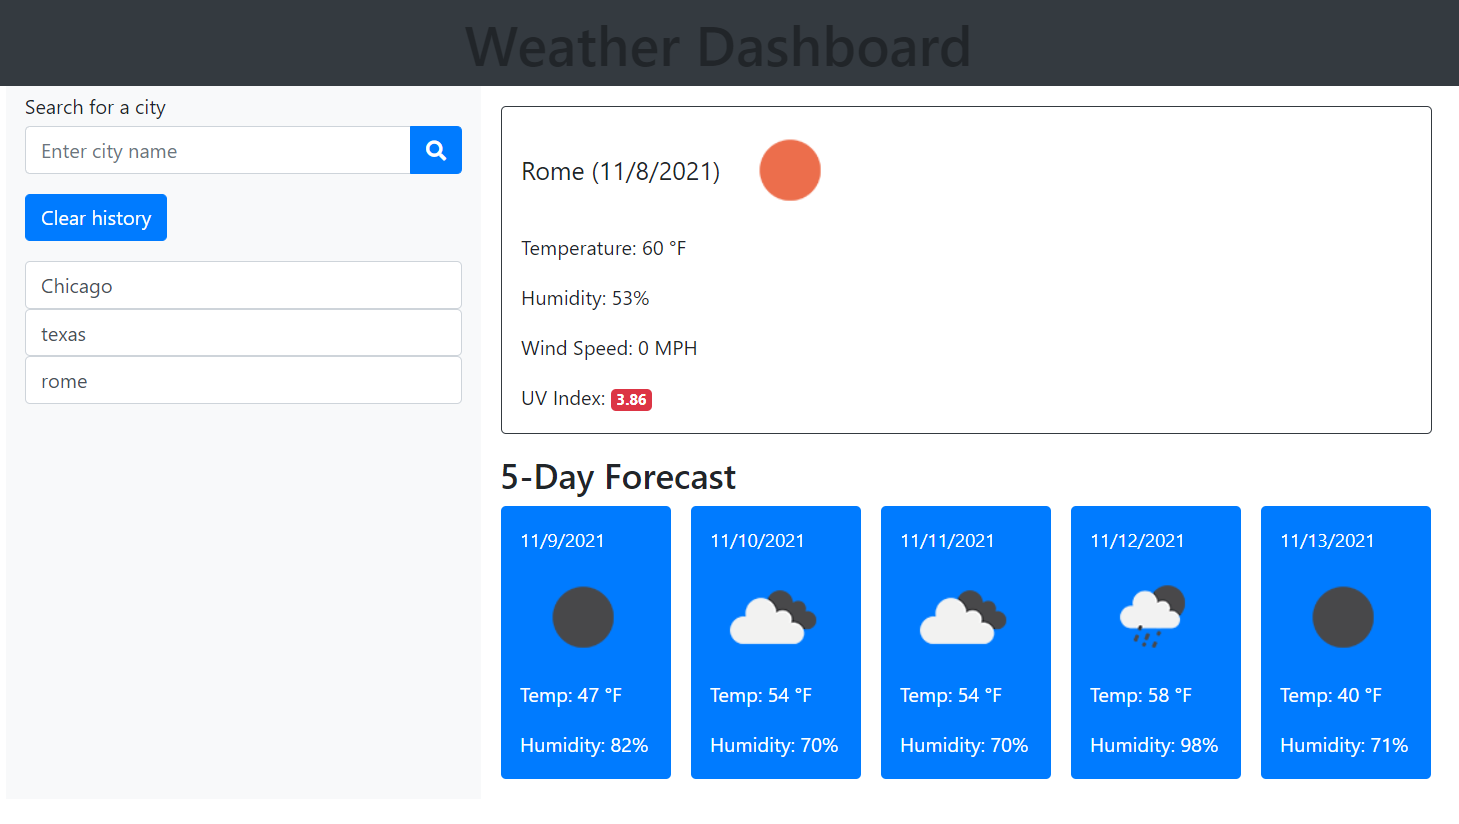 Weather Dashboard
Search for a city
Enter city name
Clear history
Chicago
texas
rome
Rome (11/8/2021)
Temperature: 60 °F
Humidity: 53%
Wind Speed: 0 MPH
UV Index: 3.86
5-Day Forecast
11/9/2021
Temp: 47 °F
Humidity: 82%
11/10/2021
Temp: 54 °F
Humidity: 70%
11/11/2021
Temp: 54 °F
Humidity: 70%
11/12/2021
Temp: 58 °F
Humidity: 98%
11/13/2021
Temp: 40 °F
Humidity: 71%